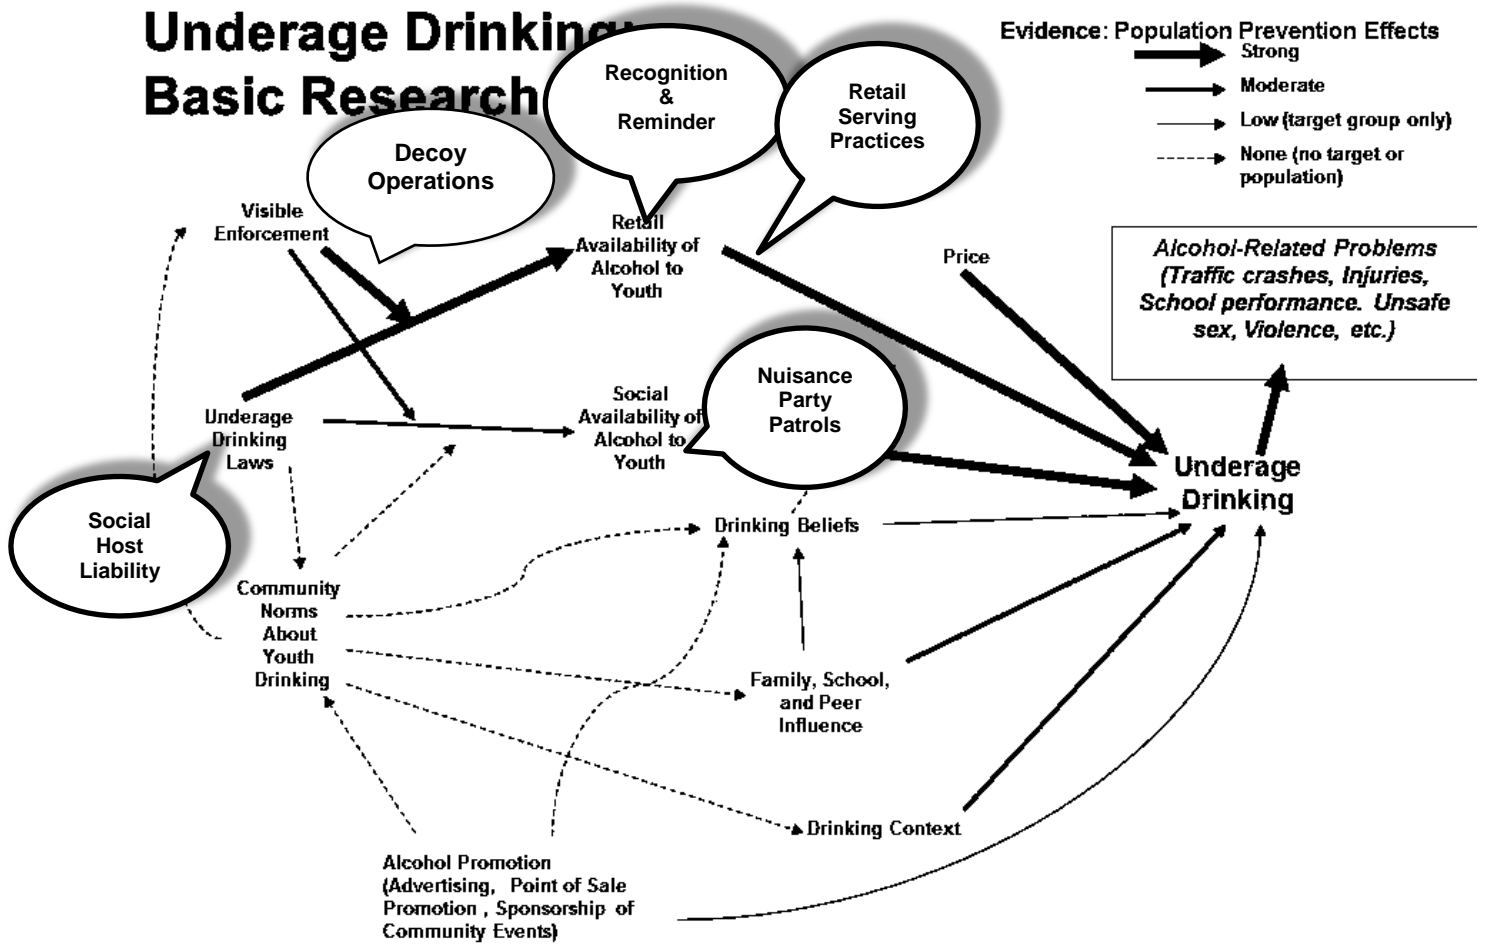 Underage Drinking:
Basic Research
Evidence: Population Prevention Effects
Strong
Moderate
Low (target group only)
None (no target or
population)
Recognition
&
Reminder
Retail
Serving
Practices
Decoy
Operations
Visible
Enforcement
Retail
Availability of
Alcohol to
Youth
Price
Alcohol-Related Problems
(Traffic crashes, Injuries,
School performance. Unsafe
sex, Violence, etc.)
Underage
Drinking
Laws
Social
Availability of
Alcohol to
Youth
Nuisance
Party
Patrols
Underage
Drinking
Social
Host
Liability
Drinking Beliefs
Community
Norms
About
Youth
Drinking
Family, School,
and Peer
Influence
Drinking Context
Alcohol Promotion
(Advertising, Point of Sale
Promotion , Sponsorship of
Community Events)